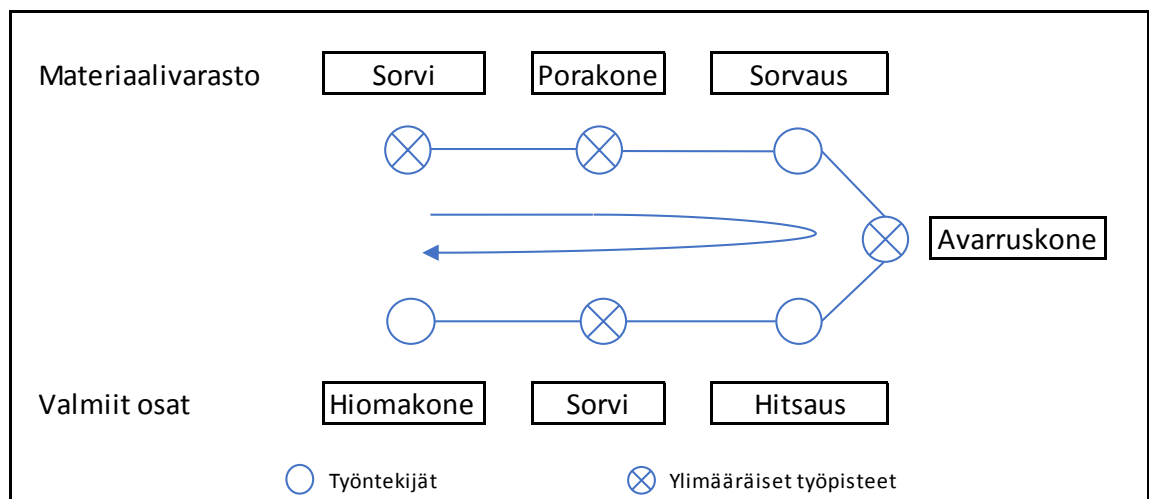 Materiaalivarasto Sorvi Porakone Sorvaus
Avarruskone
Valmiit osat Hiomakone Sorvi Hitsaus
Työntekijät Ylimääräiset työpisteet